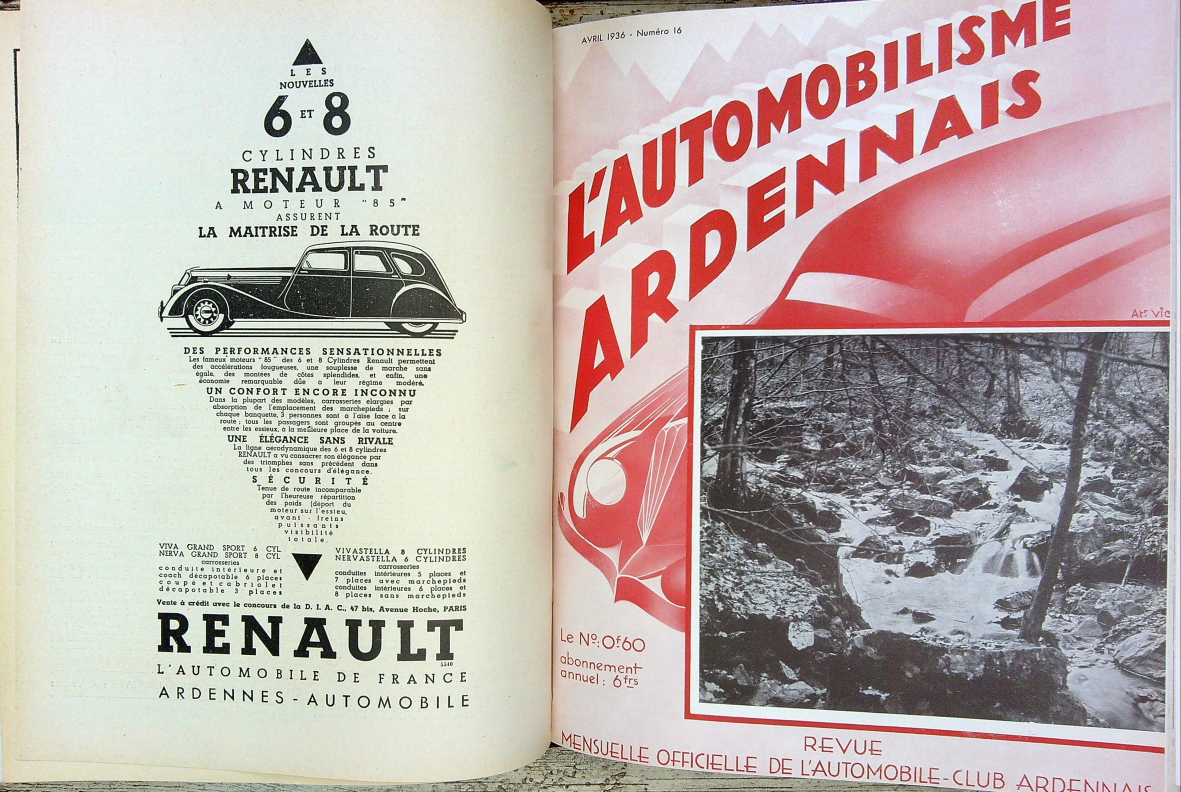 LES
NOUVELLES
6 ET 8
CYLINDRES
RENAULT
A MOTEUR "85"
ASSURENT
LA MAITRISE DE LA ROUTE
DES PERFORMANCES SENSATIONNELLES
Les fameux moteurs "85" des 6 et 8 Cylindres Renault permettent
des accélérations fougueuses, une souplesse de marche sans
égale, des montées de côtes splendides, et enfin, une
économie remarquable dûe à leur régime modéré.
UN CONFORT ENCORE INCONNU
Dans la plupart des modèles, carrosseries élargies par
absorption de l'emplacement des marchepieds ; sur
chaque banquette, 3 personnes sont à l'aise face à la
route ; tous les passagers sont groupés au centre
entre les essieux, à la meilleure place de la voiture.
UNE ÉLÉGANCE SANS RIVALE
La ligne aerodynamique des 6 et 8 cylindres
RENAULT a vu consacrer son élégance par
des triomphes sans précédent dans
tous les concours d'élégance.
SÉCURITÉ
Tenue de route incomparable
par l'heureuse répartition
des poids (déport du
moteur sur l'essieu,
avant - freins
puissants
visibilité
totale.
VIVA GRAND SPORT 6 CYL.
NERVA GRAND SPORT 8 CYL
carrosseries
conduite intérieure et
coach décapotable 6 places
coupé et cabriolet
décapotable 3 places
VIVASTELLA 8 CYLINDRES
NERVASTELLA 6 CYLINDRES
carrosseries
conduites intérieures 5 places et
7 places avec marchepieds
conduites intérieures 6 places et
8 places sans marchepieds
Vente à crédit avec le concours de la D. I. A. C., 47 bis, Avenue Hoche, PARIS
RENAULT
5540
L'AUTOMOBILE DE FRANCE
ARDENNES-AUTOMOBILE
AVRIL 1936 - Numéro 16
L'AUTOMOBILISME
ARDENNAIS
Le No: 0f60
abonnement
annuel : 6frs
REVUE
MENSUELLE OFFICIELLE DE L'AUTOMOBILE-CLUB ARDENNAIS